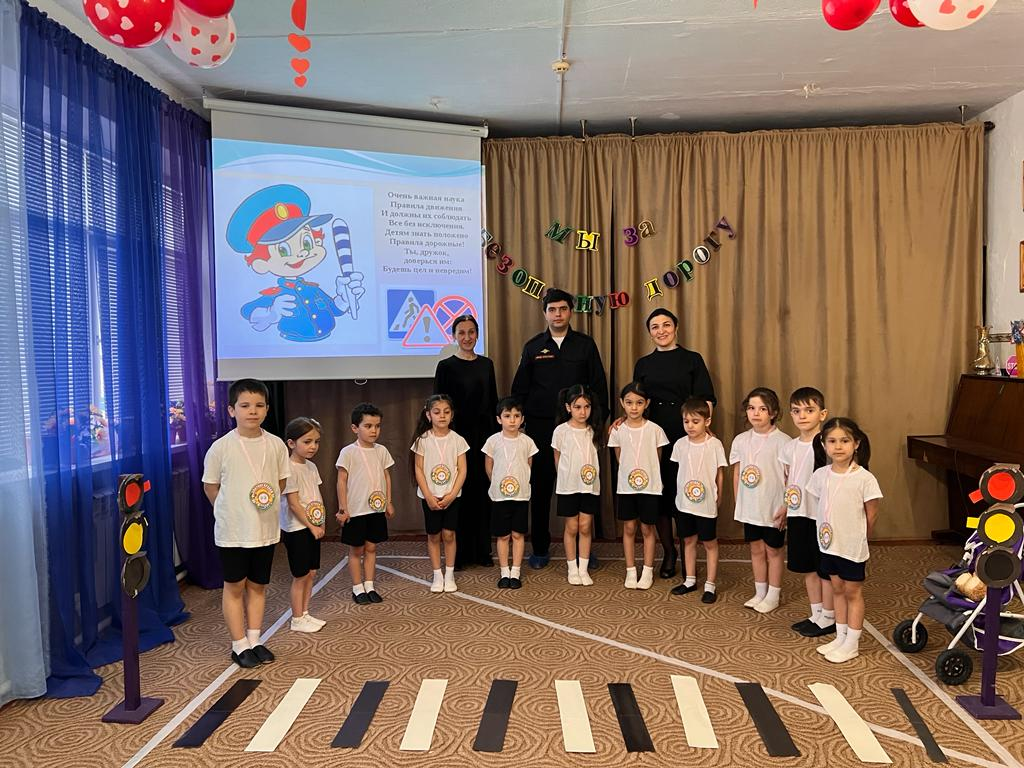 Очень важная наука
Правила движения
И должны их соблюдать
Все без исключения.
Детям знать положено
Правила дорожные!
Ты, дружок,
доверься им:
Будешь цел и невредим!
МЫ ЗА
дорогу
STOP